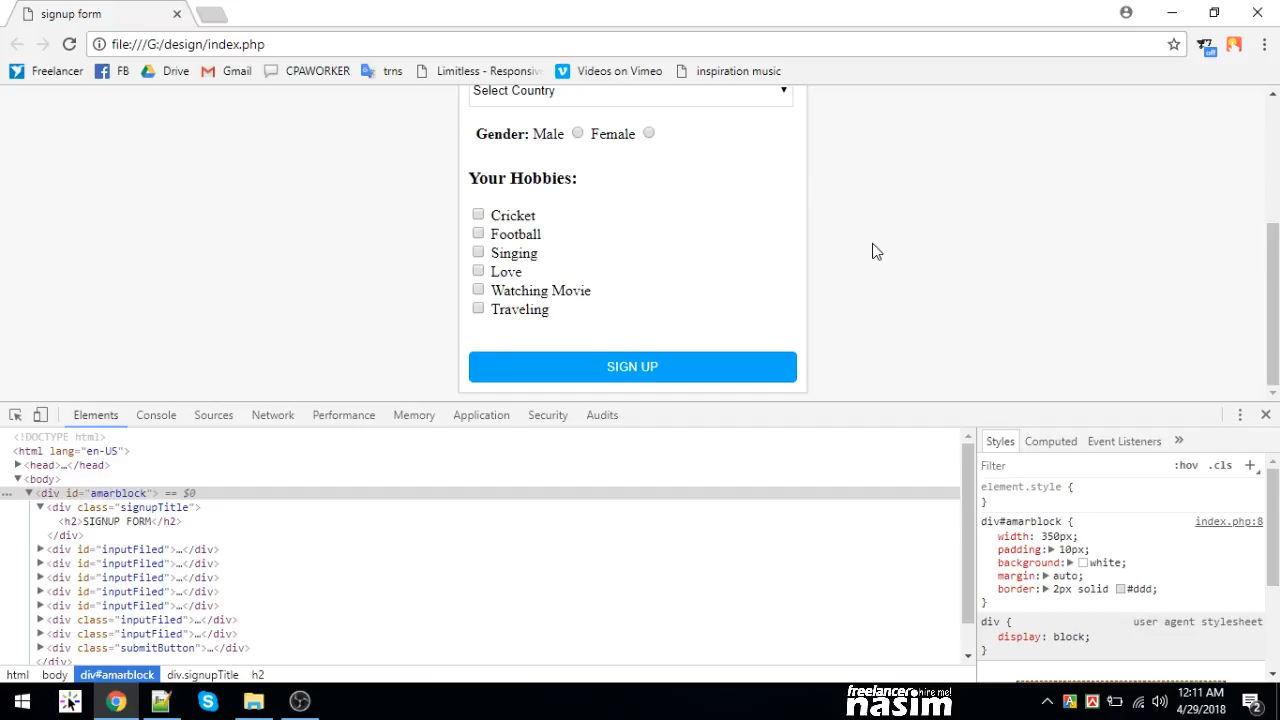 signup form
file:///G:/design/index.php
Freelancer FB Drive Gmail CPAWORKER trns Limitless - Responsiv Videos on Vimeo inspiration music
off
Select Country
Gender: Male Female
Your Hobbies:
Cricket
Football
Singing
Love
Watching Movie
Traveling
SIGN UP
Elements Console Sources Network Performance Memory Application Security Audits
<!DOCTYPE html>
<html lang="en-US">
<head>…</head>
<body>
… <div id="amarblock"> == $0
<div class="signupTitle">
<h2>SIGNUP FORM</h2>
</div>
<div id="inputFiled">…</div>
<div id="inputFiled">…</div>
<div id="inputFiled">…</div>
<div id="inputFiled">…</div>
<div id="inputFiled">…</div>
<div class="inputFiled">…</div>
<div class="inputFiled">…</div>
<div class="submitButton">…</div>
</div>
html body div#amarblock div.signupTitle h2
Styles Computed Event Listeners »
Filter :hov .cls +
element.style {
}
div#amarblock { index.php:8
width: 350px;
padding: 10px;
background: white;
margin: auto;
border: 2px solid #ddd;
}
div { user agent stylesheet
display: block;
}
freelancer hire me!
nasim
12:11 AM
4/29/2018
2